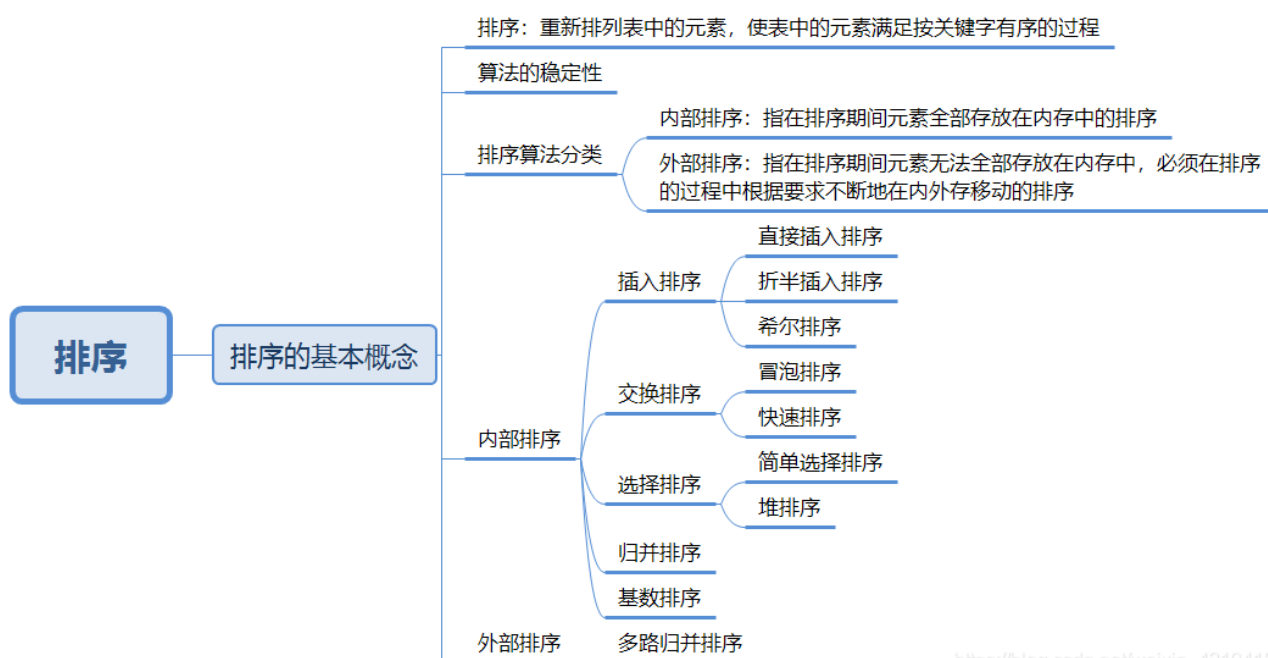 排序：重新排列表中的元素，使表中的元素满足按关键字有序的过程
算法的稳定性
内部排序：指在排序期间元素全部存放在内存中的排序
排序算法分类
外部排序：指在排序期间元素无法全部存放在内存中，必须在排序
的过程中根据要求不断地在内外存移动的排序
直接插入排序
插入排序
折半插入排序
希尔排序
排序
排序的基本概念
冒泡排序
交换排序
快速排序
内部排序
简单选择排序
选择排序
堆排序
归并排序
基数排序
外部排序
多路归并排序